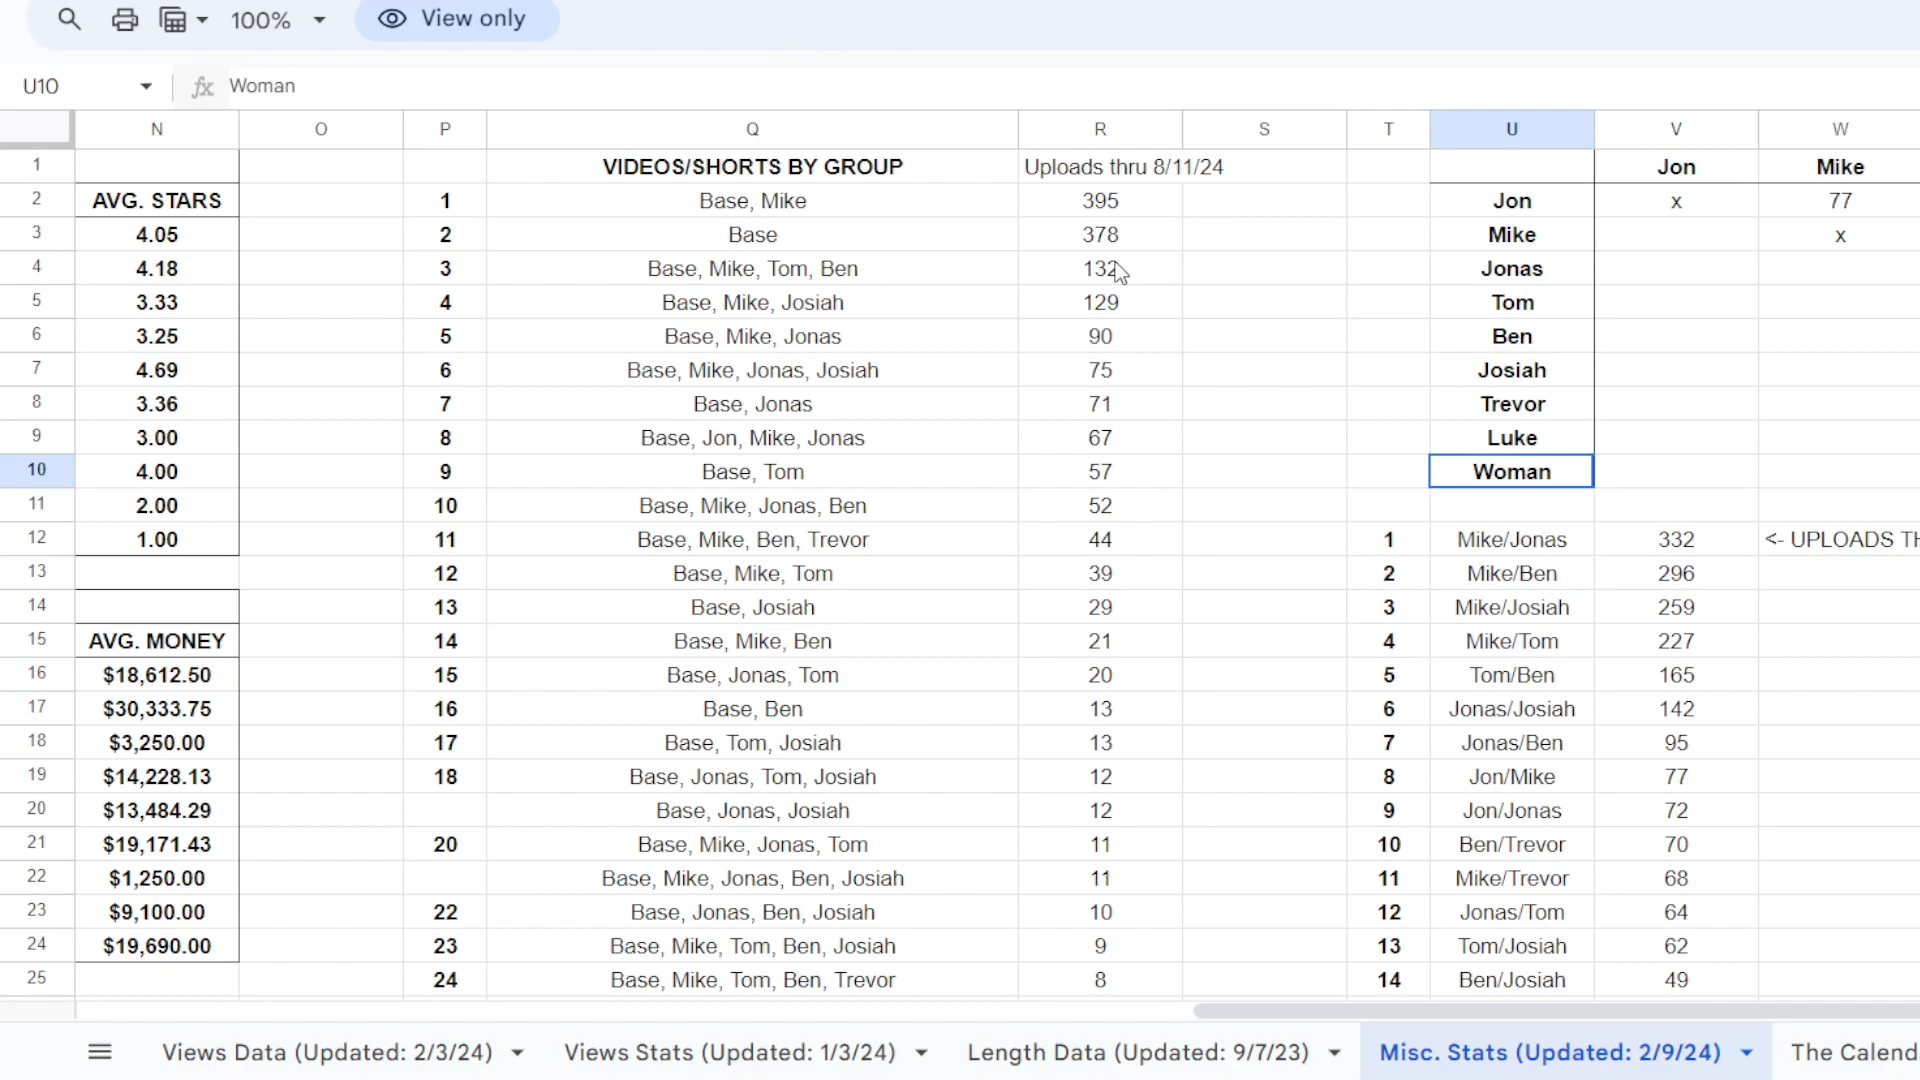 100% View only
U10 fx Woman
N O P Q R S T U V W
1 VIDEOS/SHORTS BY GROUP Uploads thru 8/11/24 Jon Mike
2 AVG. STARS 1 Base, Mike 395 Jon x 77
3 4.05 2 Base 378 Mike x
4 4.18 3 Base, Mike, Tom, Ben 132 Jonas
5 3.33 4 Base, Mike, Josiah 129 Tom
6 3.25 5 Base, Mike, Jonas 90 Ben
7 4.69 6 Base, Mike, Jonas, Josiah 75 Josiah
8 3.36 7 Base, Jonas 71 Trevor
9 3.00 8 Base, Jon, Mike, Jonas 67 Luke
10 4.00 9 Base, Tom 57 Woman
11 2.00 10 Base, Mike, Jonas, Ben 52
12 1.00 11 Base, Mike, Ben, Trevor 44 1 Mike/Jonas 332 <- UPLOADS TH
13 12 Base, Mike, Tom 39 2 Mike/Ben 296
14 13 Base, Josiah 29 3 Mike/Josiah 259
15 AVG. MONEY 14 Base, Mike, Ben 21 4 Mike/Tom 227
16 $18,612.50 15 Base, Jonas, Tom 20 5 Tom/Ben 165
17 $30,333.75 16 Base, Ben 13 6 Jonas/Josiah 142
18 $3,250.00 17 Base, Tom, Josiah 13 7 Jonas/Ben 95
19 $14,228.13 18 Base, Jonas, Tom, Josiah 12 8 Jon/Mike 77
20 $13,484.29 Base, Jonas, Josiah 12 9 Jon/Jonas 72
21 $19,171.43 20 Base, Mike, Jonas, Tom 11 10 Ben/Trevor 70
22 $1,250.00 Base, Mike, Jonas, Ben, Josiah 11 11 Mike/Trevor 68
23 $9,100.00 22 Base, Jonas, Ben, Josiah 10 12 Jonas/Tom 64
24 $19,690.00 23 Base, Mike, Tom, Ben, Josiah 9 13 Tom/Josiah 62
25 24 Base, Mike, Tom, Ben, Trevor 8 14 Ben/Josiah 49
Views Data (Updated: 2/3/24) Views Stats (Updated: 1/3/24) Length Data (Updated: 9/7/23) Misc. Stats (Updated: 2/9/24) The Calend